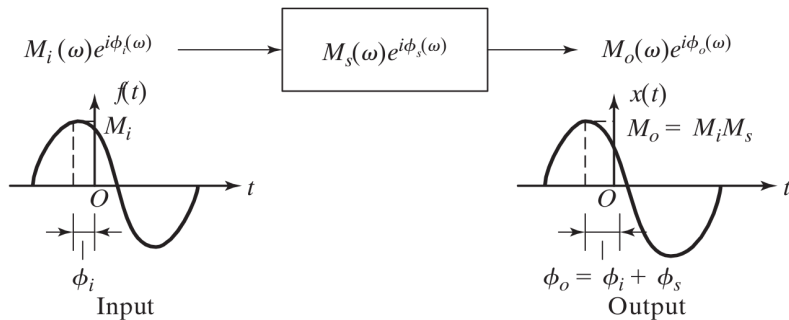 M_i(ω)e^{iϕ_i(ω)}
M_s(ω)e^{iϕ_s(ω)}
M_o(ω)e^{iϕ_o(ω)}
f(t)
M_i
O
t
ϕ_i
Input
x(t)
M_o = M_iM_s
O
t
ϕ_o = ϕ_i + ϕ_s
Output